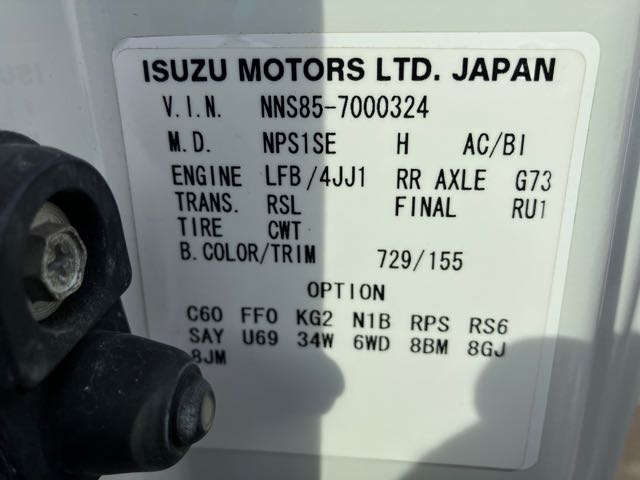 ISUZU MOTORS LTD. JAPAN
V.I.N. NNS85-7000324
M.D. NPS1SE H AC/BI
ENGINE LFB/4JJ1 RR AXLE G73
TRANS. RSL FINAL RU1
TIRE CWT
B.COLOR/TRIM 729/155
OPTION
C60 FF0 KG2 N1B RPS RS6
SAY U69 34W 6WD 8BM 8GJ
8JM